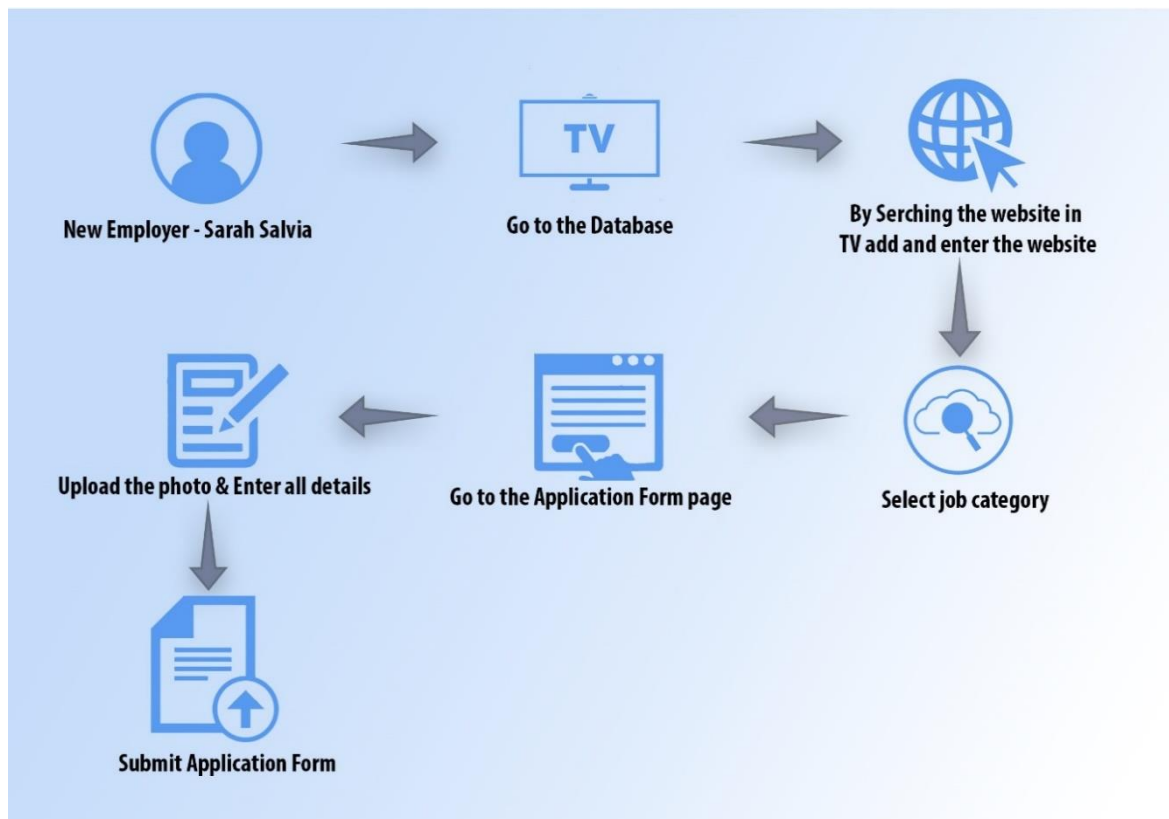 New Employer - Sarah Salvia
TV
Go to the Database
By Serching the website in
TV add and enter the website
Select job category
Go to the Application Form page
Upload the photo & Enter all details
Submit Application Form